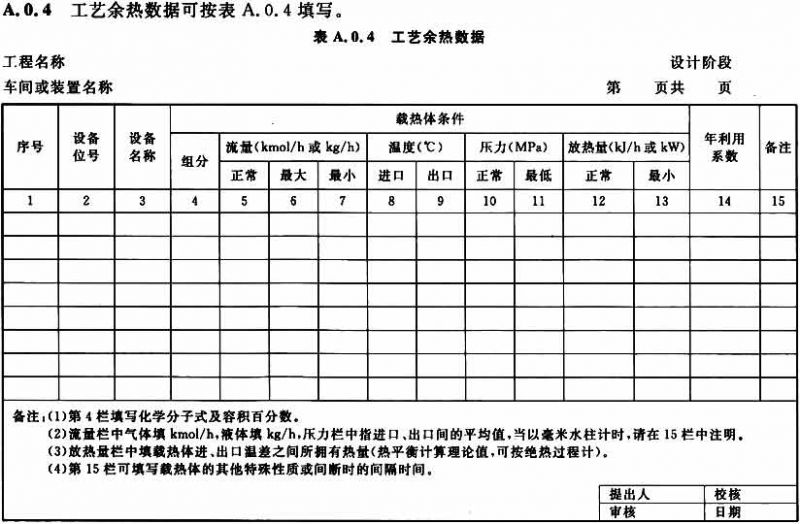 A.0.4 工艺余热数据可按表 A.0.4 填写。
表 A.0.4 工艺余热数据
工程名称 设计阶段
车间或装置名称 第 页共 页
序号 设备位号 设备名称 载热体条件 年利用系数 备注
组分 流量(kmol/h 或 kg/h) 温度(℃) 压力(MPa) 放热量(kJ/h 或 kW)
正常 最大 最小 进口 出口 正常 最低 正常 最小
1 2 3 4 5 6 7 8 9 10 11 12 13 14 15
备注:(1)第 4 栏填写化学分子式及容积百分数。
(2)流量栏中气体填 kmol/h,液体填 kg/h,压力栏中指进口、出口间的平均值,当以毫米水柱计时,请在 15 栏中注明。
(3)放热量栏中填载热体进、出口温差之间所拥有热量(热平衡计算理论值,可按绝热过程计)。
(4)第 15 栏可填写载热体的其他特殊性质或间断时的间隔时间。
提出人 校核
审核 日期